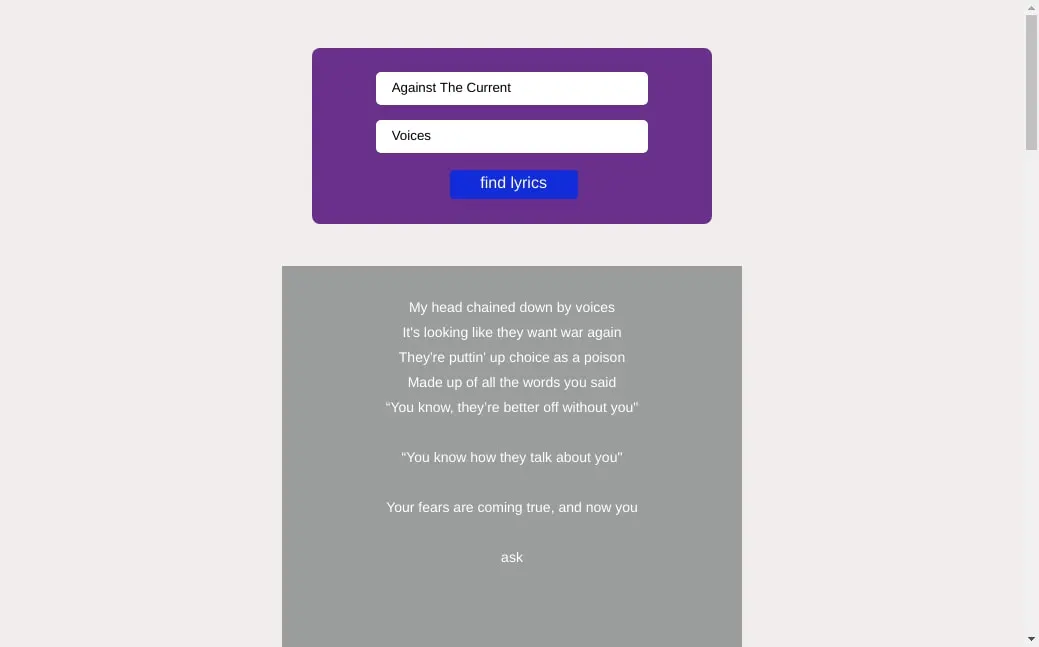 Against The Current
Voices
find lyrics
My head chained down by voices
It's looking like they want war again
They're puttin' up choice as a poison
Made up of all the words you said
“You know, they're better off without you"
“You know how they talk about you"
Your fears are coming true, and now you
ask